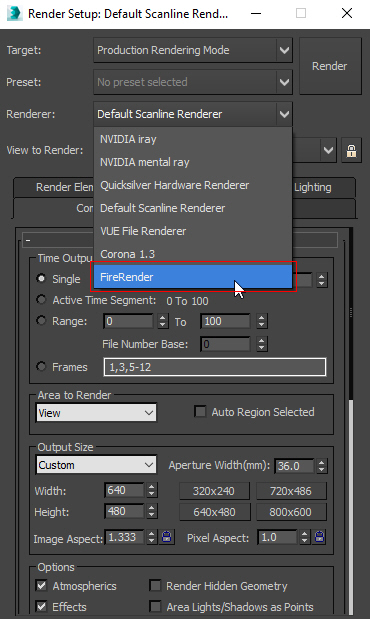 Render Setup: Default Scanline Rend...
Target: Production Rendering Mode
Render
Preset: No preset selected
Renderer: Default Scanline Renderer
NVIDIA iray
NVIDIA mental ray
View to Render:
Quicksilver Hardware Renderer
Render Elem
Default Scanline Renderer
Lighting
Com
VUE File Renderer
Corona 1.3
Time Outpu
FireRender
Single
Active Time Segment: 0 To 100
Range: 0 To 100
File Number Base: 0
Frames 1,3,5-12
Area to Render
View Auto Region Selected
Output Size
Custom Aperture Width(mm): 36.0
Width: 640 320x240 720x486
Height: 480 640x480 800x600
Image Aspect: 1.333 Pixel Aspect: 1.0
Options
Atmospherics Render Hidden Geometry
Effects Area Lights/Shadows as Points